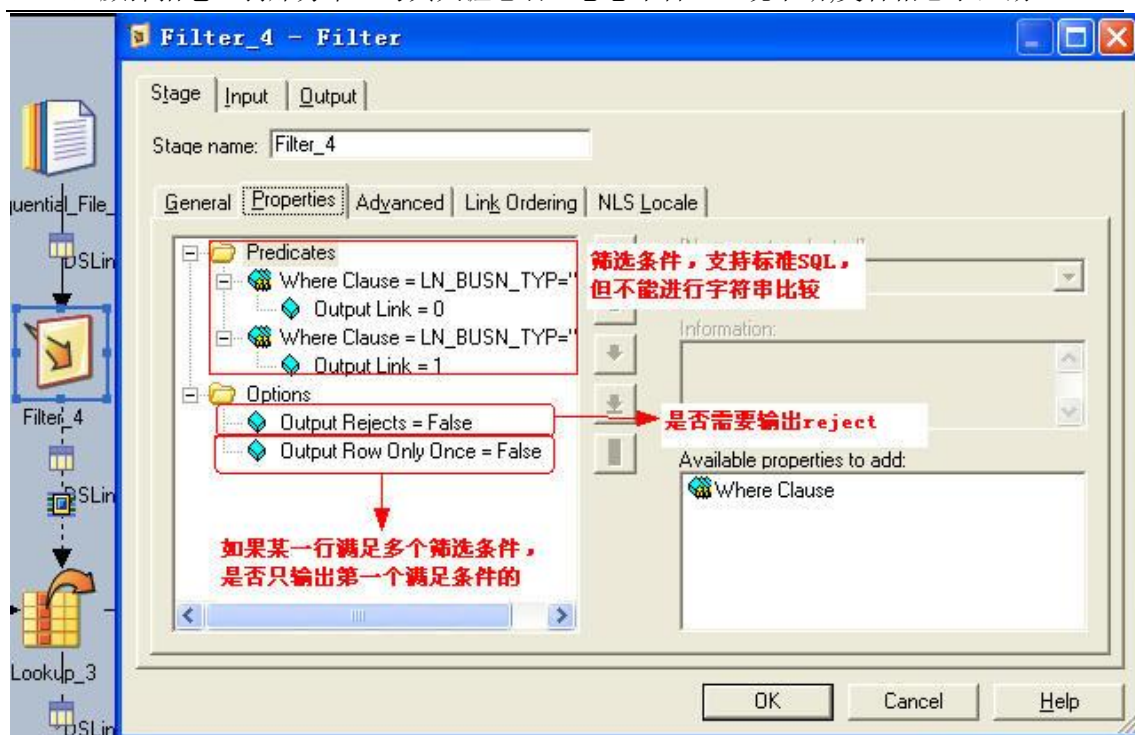 Filter_4 - Filter
Stage Input Output
Stage name: Filter_4
General Properties Advanced Link Ordering NLS Locale
Predicates
Where Clause = LN_BUSN_TYP='
Output Link = 0
Where Clause = LN_BUSN_TYP='
Output Link = 1
Options
Output Rejects = False
Output Row Only Once = False
筛选条件，支持标准SQL，
但不能进行字符串比较
Information:
是否需要输出reject
Available properties to add:
Where Clause
如果某一行满足多个筛选条件，
是否只输出第一个满足条件的
OK Cancel Help
uential_File_
DSLin
Filter_4
DSLin
Lookup_3
DSLin